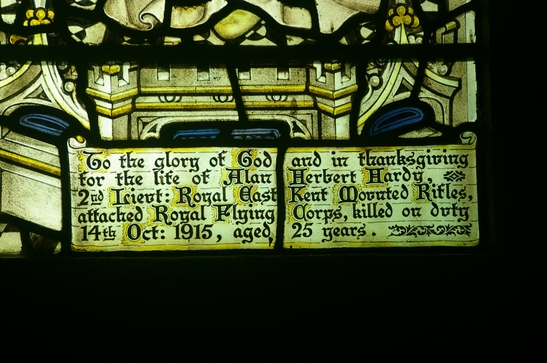 To the glory of God and in thanksgiving
for the life of Alan Herbert Hardy,
2nd Lieut: Royal East Kent Mounted Rifles,
attached Royal Flying Corps, killed on duty
14th Oct: 1915, aged 25 years.